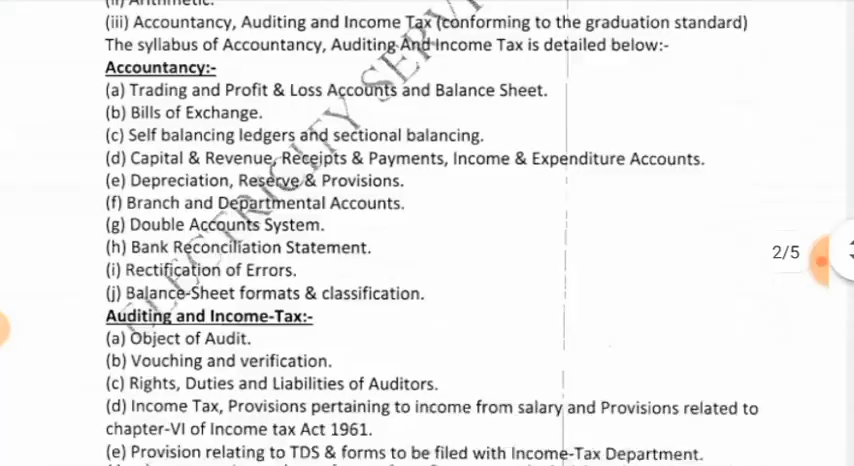 (ii) Arithmetic.
(iii) Accountancy, Auditing and Income Tax (conforming to the graduation standard)
The syllabus of Accountancy, Auditing And Income Tax is detailed below:-
Accountancy:-
(a) Trading and Profit & Loss Accounts and Balance Sheet.
(b) Bills of Exchange.
(c) Self balancing ledgers and sectional balancing.
(d) Capital & Revenue, Receipts & Payments, Income & Expenditure Accounts.
(e) Depreciation, Reserve & Provisions.
(f) Branch and Departmental Accounts.
(g) Double Accounts System.
(h) Bank Reconciliation Statement.
(i) Rectification of Errors.
(j) Balance-Sheet formats & classification.
Auditing and Income-Tax:-
(a) Object of Audit.
(b) Vouching and verification.
(c) Rights, Duties and Liabilities of Auditors.
(d) Income Tax, Provisions pertaining to income from salary and Provisions related to
chapter-VI of Income tax Act 1961.
(e) Provision relating to TDS & forms to be filed with Income-Tax Department.
2/5
ELECTRICITY